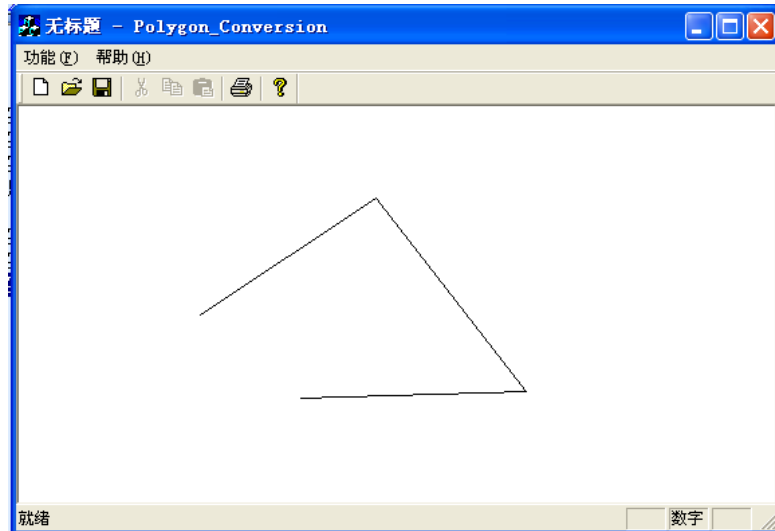 无标题 - Polygon_Conversion
功能(F) 帮助(H)
就绪 数字